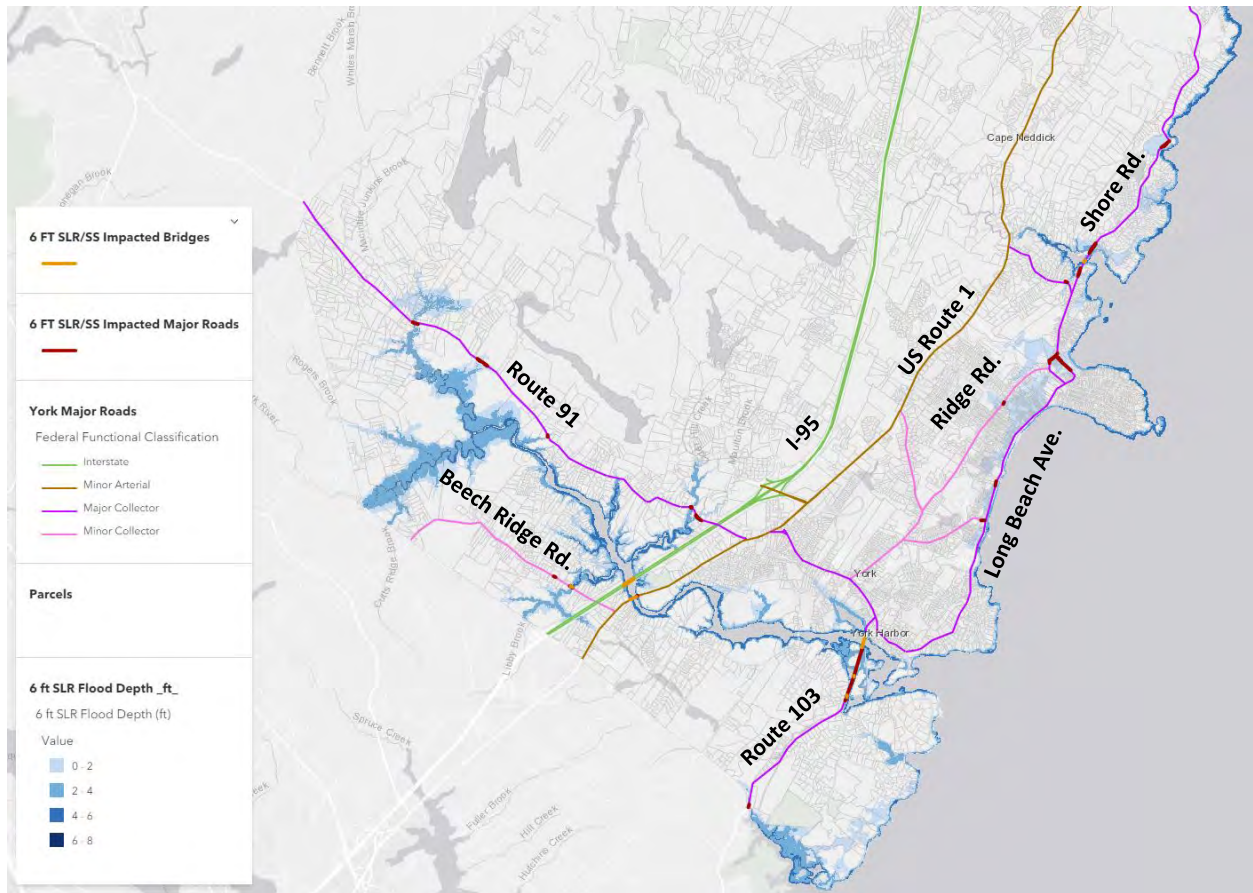 6 FT SLR/SS Impacted Bridges
6 FT SLR/SS Impacted Major Roads
York Major Roads
Federal Functional Classification
Interstate
Minor Arterial
Major Collector
Minor Collector
Parcels
6 ft SLR Flood Depth _ft_
6 ft SLR Flood Depth (ft)
Value
0 - 2
2 - 4
4 - 6
6 - 8
Bennett Brook
Whites Marsh
Cape Neddick
Shore Rd.
Junkins Brook
Rogers Brook
Route 91
US Route 1
Ridge Rd.
I-95
Moulton Brook
Beech Ridge Rd.
Long Beach Ave.
Cutts Ridge Brook
York
York Harbor
Libby Brook
Route 103
Spruce Creek
Fuller Brook
Hill Creek
Hutchins Creek